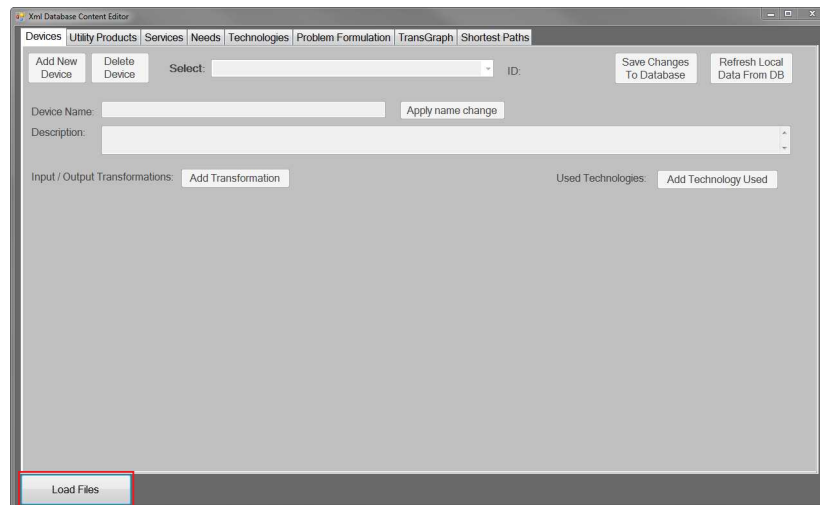 Xml Database Content Editor
Devices Utility Products Services Needs Technologies Problem Formulation TransGraph Shortest Paths
Add New Device
Delete Device
Select:
ID:
Save Changes To Database
Refresh Local Data From DB
Device Name:
Apply name change
Description:
Input / Output Transformations: Add Transformation
Used Technologies: Add Technology Used
Load Files